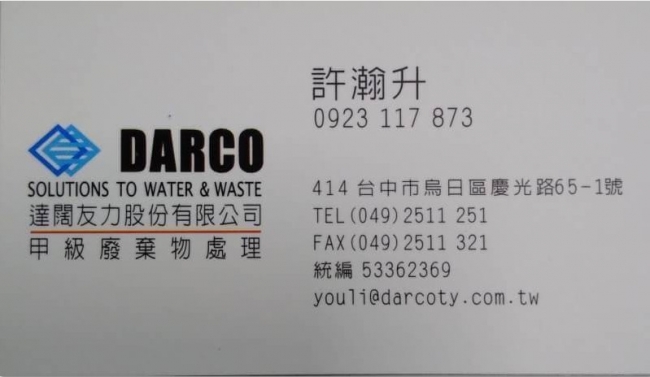 DARCO
SOLUTIONS TO WATER & WASTE
達闊友力股份有限公司
甲級廢棄物處理
許瀚升
0923 117 873
414 台中市烏日區慶光路65-1號
TEL(049)2511 251
FAX(049)2511 321
統編 53362369
youli@darcoty.com.tw